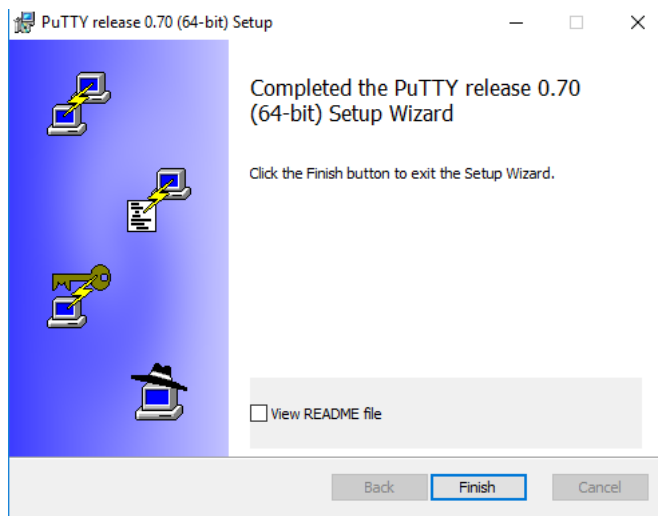 PuTTY release 0.70 (64-bit) Setup
Completed the PuTTY release 0.70
(64-bit) Setup Wizard
Click the Finish button to exit the Setup Wizard.
View README file
Back
Finish
Cancel